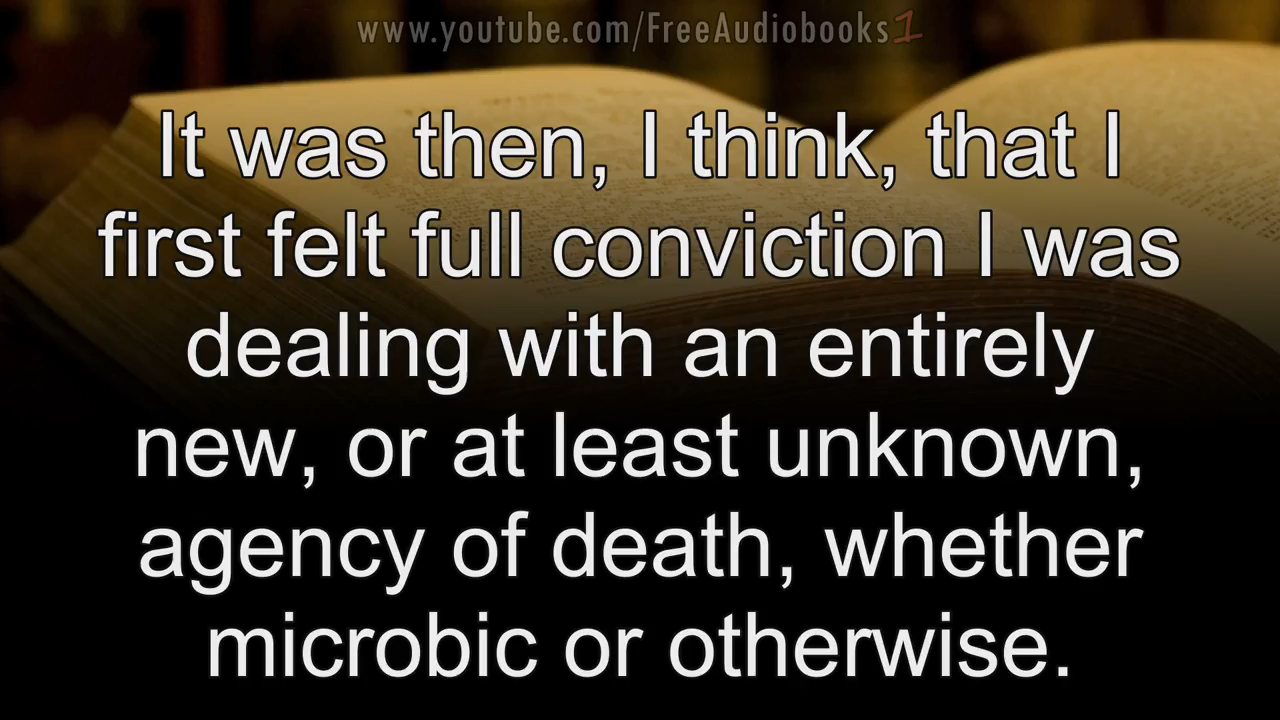 www.youtube.com/FreeAudiobooks1
It was then, I think, that I
first felt full conviction I was
dealing with an entirely
new, or at least unknown,
agency of death, whether
microbic or otherwise.